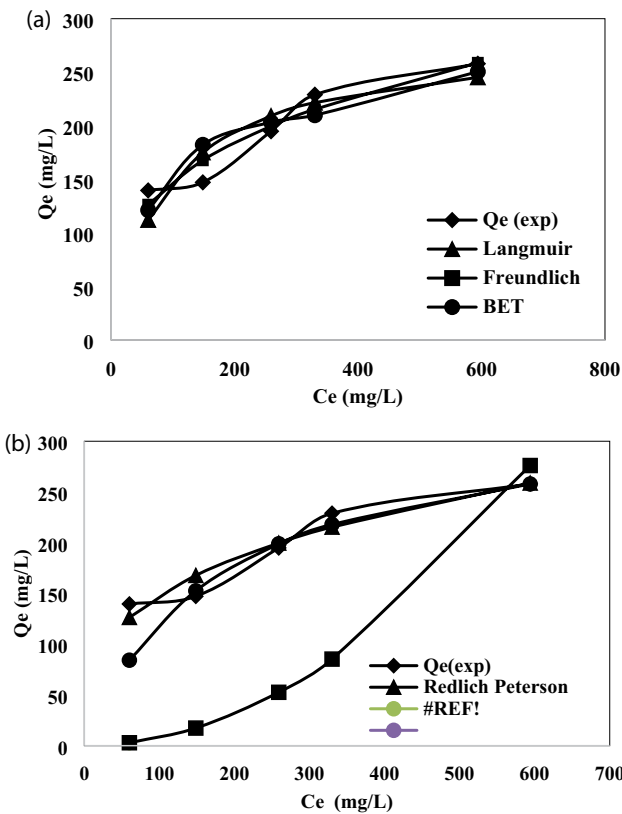 (a)
300
250
200
150
100
50
0
Qe (mg/L)
Qe (exp)
Langmuir
Freundlich
BET
0 200 400 600 800
Ce (mg/L)
(b)
300
250
200
150
100
50
0
Qe (mg/L)
Qe(exp)
Redlich Peterson
#REF!
0 100 200 300 400 500 600 700
Ce (mg/L)